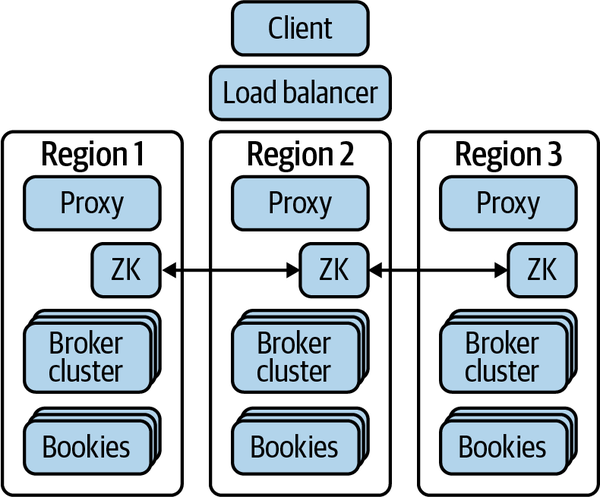 Client
Load balancer
Region 1
Region 2
Region 3
Proxy
Proxy
Proxy
ZK
ZK
ZK
Broker
cluster
Broker
cluster
Broker
cluster
Bookies
Bookies
Bookies